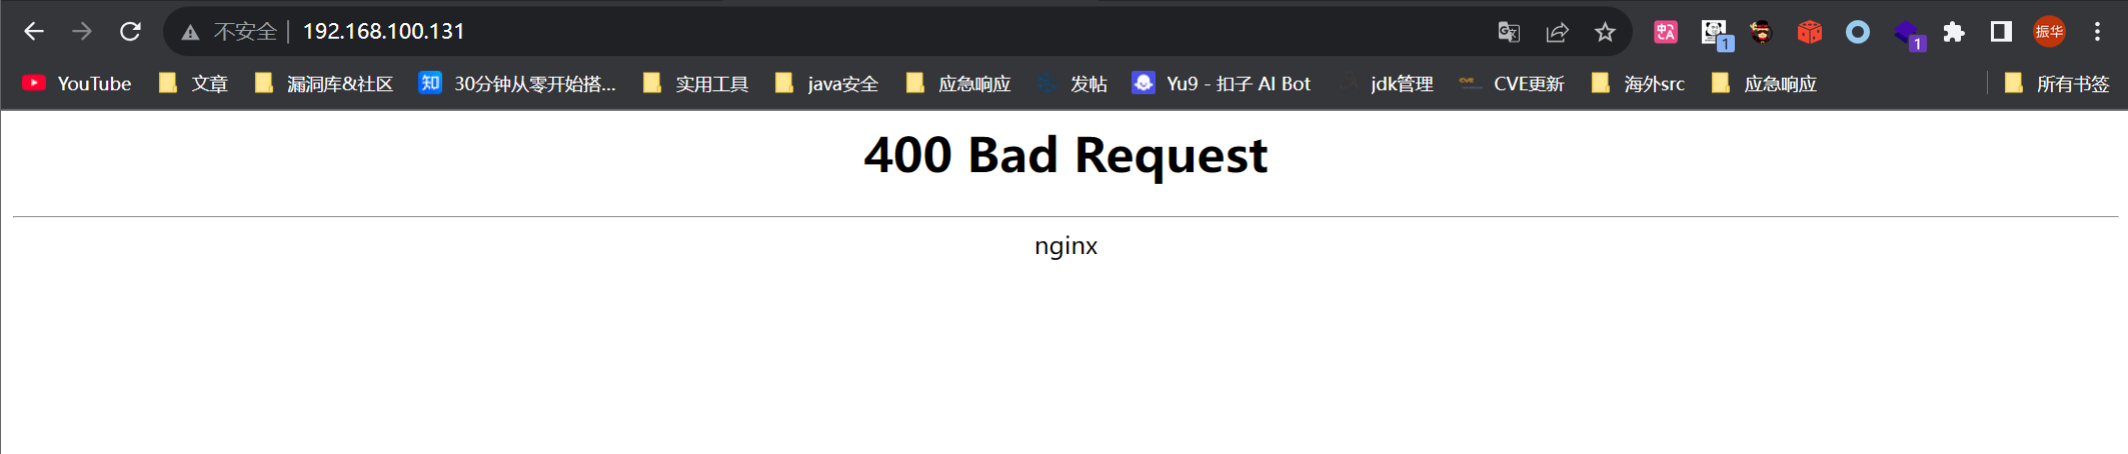 不安全 192.168.100.131
1 1 振华
YouTube 文章 漏洞库&社区 知 30分钟从零开始搭... 实用工具 java安全 应急响应 发帖 Yu9 - 扣子 AI Bot jdk管理 CVE更新 海外src 应急响应 所有书签
400 Bad Request
nginx